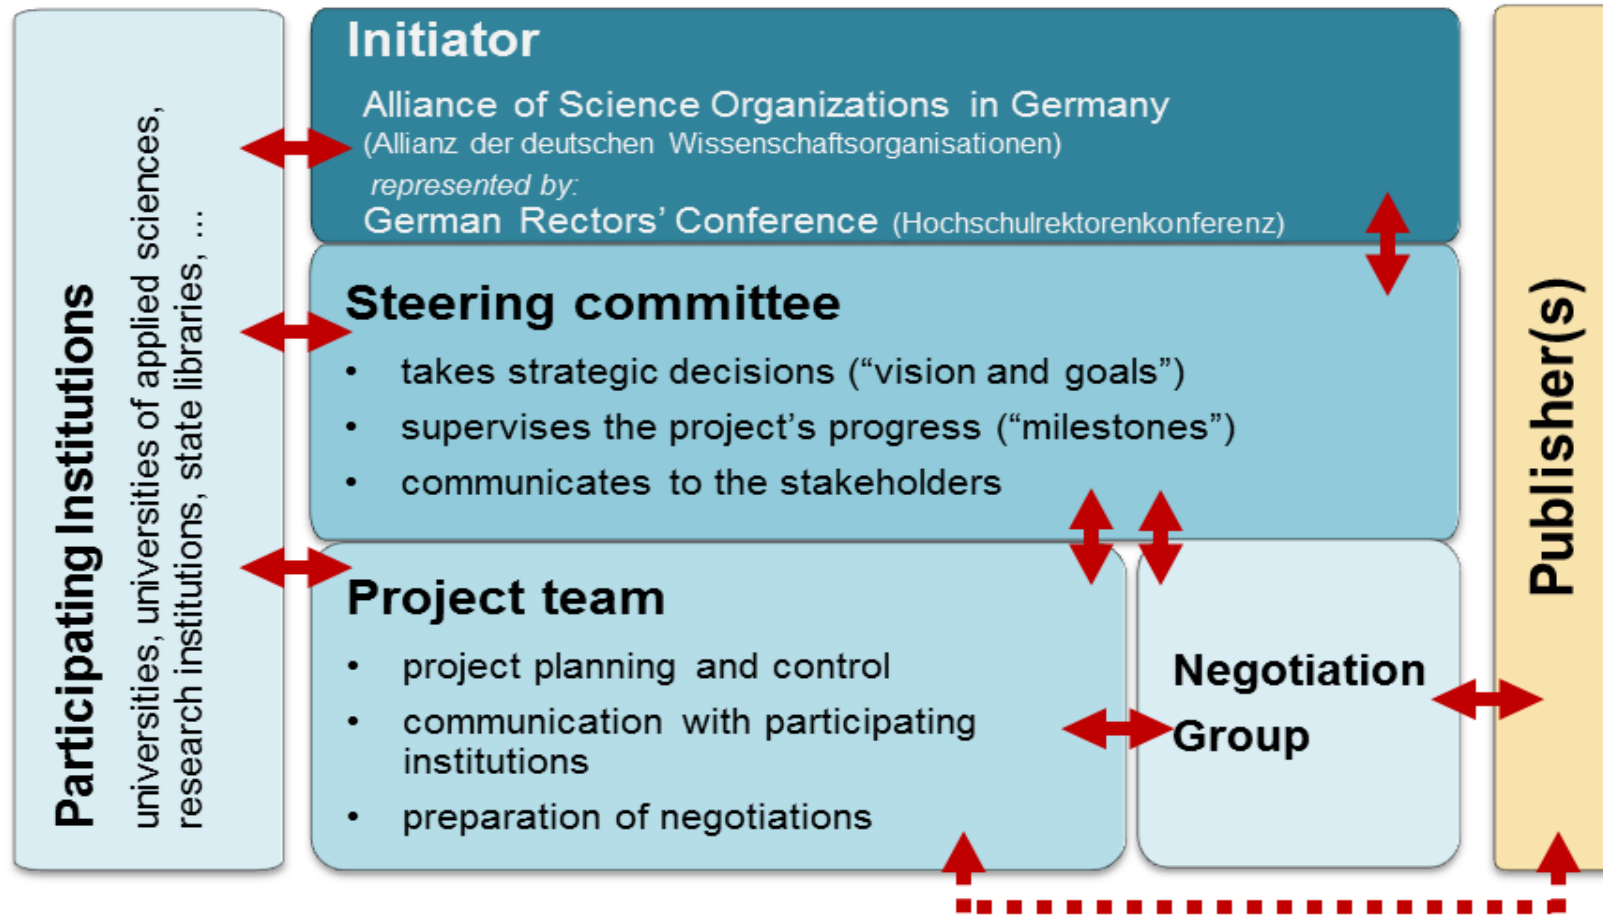 Participating Institutions
universities, universities of applied sciences,
research institutions, state libraries, ...
Initiator
Alliance of Science Organizations in Germany
(Allianz der deutschen Wissenschaftsorganisationen)
represented by:
German Rectors’ Conference (Hochschulrektorenkonferenz)
Steering committee
• takes strategic decisions (“vision and goals”)
• supervises the project’s progress (“milestones”)
• communicates to the stakeholders
Project team
• project planning and control
• communication with participating
institutions
• preparation of negotiations
Negotiation
Group
Publisher(s)